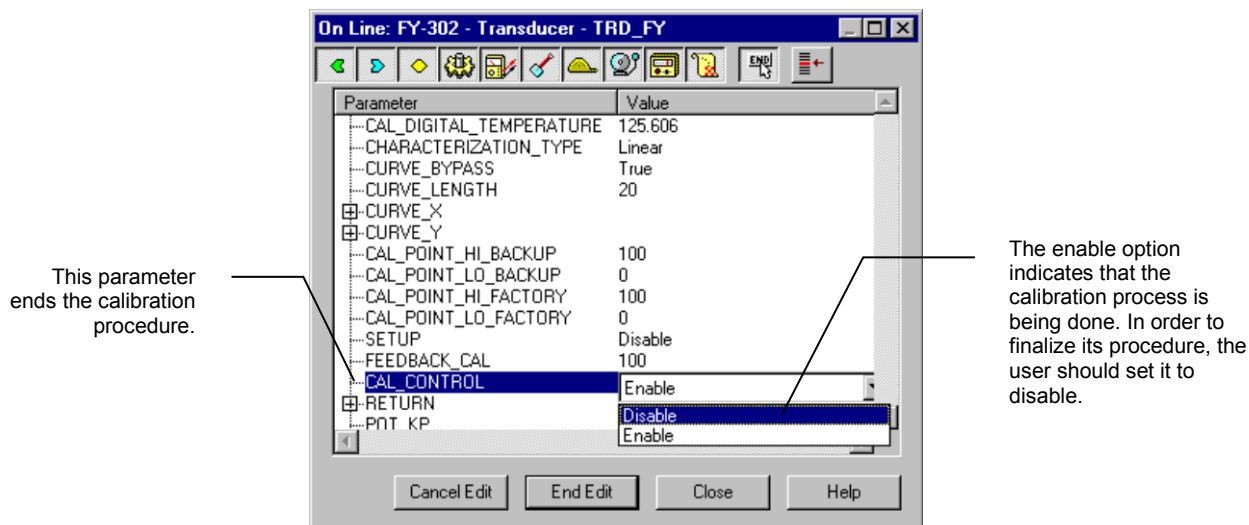 On Line: FY-302 - Transducer - TRD_FY
END
Parameter Value
CAL_DIGITAL_TEMPERATURE 125.606
CHARACTERIZATION_TYPE Linear
CURVE_BYPASS True
CURVE_LENGTH 20
CURVE_X
CURVE_Y
CAL_POINT_HI_BACKUP 100
CAL_POINT_LO_BACKUP 0
CAL_POINT_HI_FACTORY 100
CAL_POINT_LO_FACTORY 0
SETUP Disable
FEEDBACK_CAL 100
CAL_CONTROL Enable
RETURN Disable
POT_KP Enable
Cancel Edit End Edit Close Help
This parameter
ends the calibration
procedure.
The enable option
indicates that the
calibration process is
being done. In order to
finalize its procedure, the
user should set it to
disable.